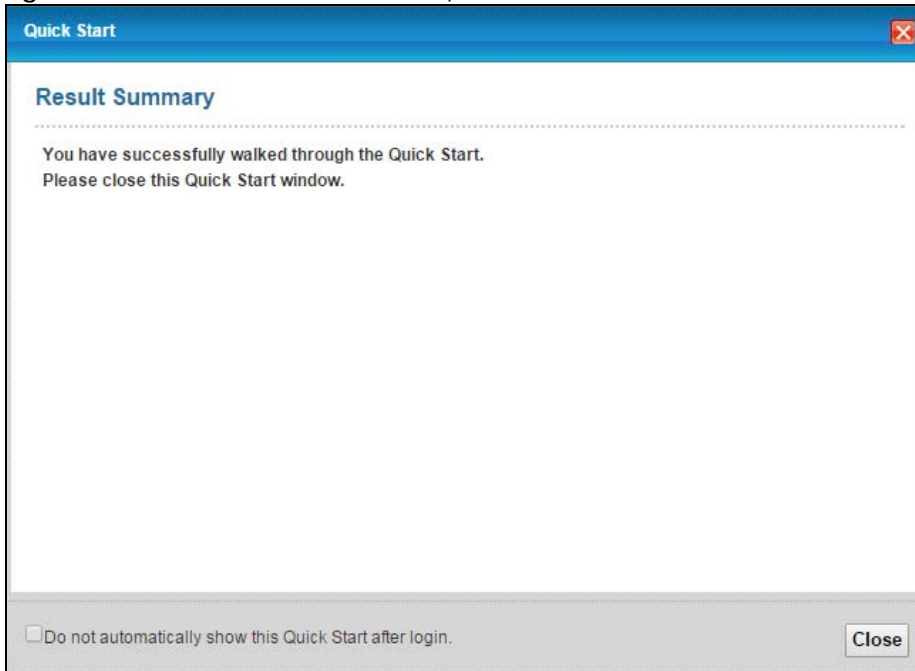 Quick Start
Result Summary
You have successfully walked through the Quick Start.
Please close this Quick Start window.
Do not automatically show this Quick Start after login.
Close